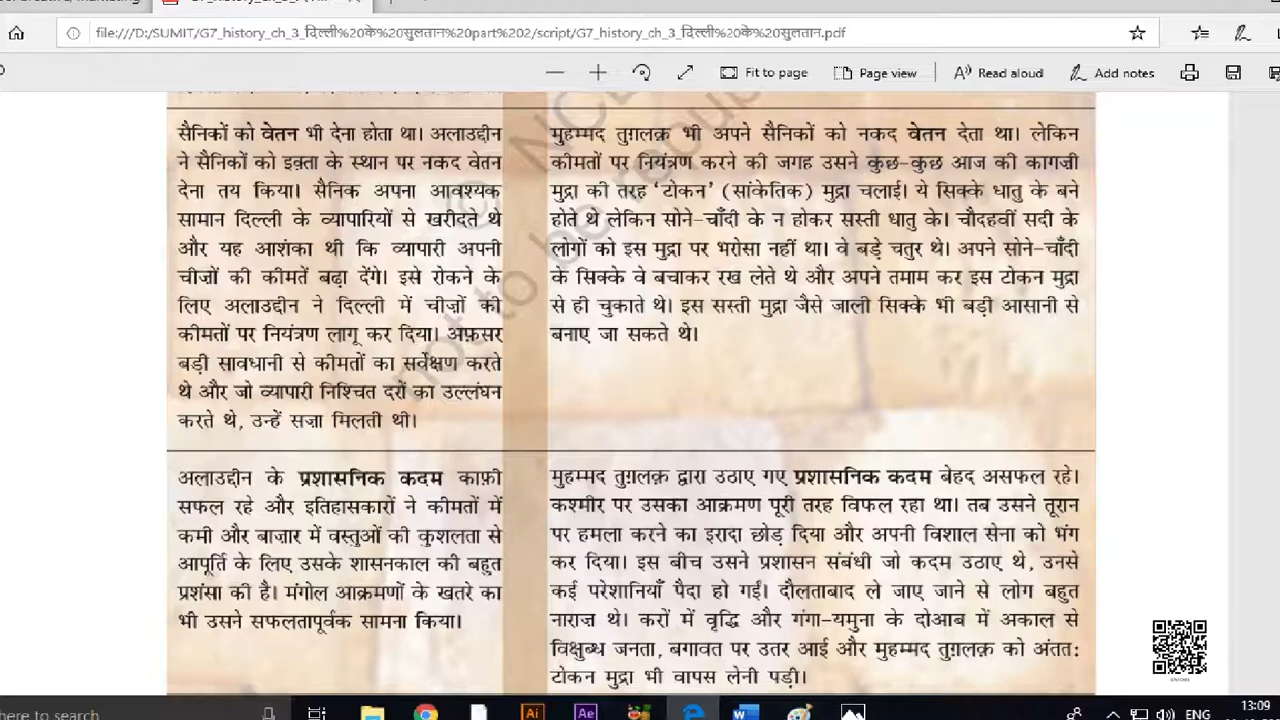 file:///D:/SUMIT/G7_history_ch_3_दिल्ली%20के%20सुलतान%20part%202/script/G7_history_ch_3_दिल्ली%20के%20सुलतान.pdf
Fit to page
Page view
Read aloud
Add notes
सैनिकों को वेतन भी देना होता था। अलाउद्दीन
ने सैनिकों को इक़्ता के स्थान पर नकद वेतन
देना तय किया। सैनिक अपना आवश्यक
सामान दिल्ली के व्यापारियों से खरीदते थे
और यह आशंका थी कि व्यापारी अपनी
चीजों की कीमतें बढ़ा देंगे। इसे रोकने के
लिए अलाउद्दीन ने दिल्ली में चीज़ों की
कीमतों पर नियंत्रण लागू कर दिया। अफ़सर
बड़ी सावधानी से कीमतों का सर्वेक्षण करते
थे और जो व्यापारी निश्चित दरों का उल्लंघन
करते थे, उन्हें सज़ा मिलती थी।
मुहम्मद तुग़लक़ भी अपने सैनिकों को नकद वेतन देता था। लेकिन
कीमतों पर नियंत्रण करने की जगह उसने कुछ-कुछ आज की कागज़ी
मुद्रा की तरह ‘टोकन’ (सांकेतिक) मुद्रा चलाई। ये सिक्के धातु के बने
होते थे लेकिन सोने-चाँदी के न होकर सस्ती धातु के। चौदहवीं सदी के
लोगों को इस मुद्रा पर भरोसा नहीं था। वे बड़े चतुर थे। अपने सोने-चाँदी
के सिक्के वे बचाकर रख लेते थे और अपने तमाम कर इस टोकन मुद्रा
से ही चुकाते थे। इस सस्ती मुद्रा जैसे जाली सिक्के भी बड़ी आसानी से
बनाए जा सकते थे।
अलाउद्दीन के प्रशासनिक कदम काफ़ी
सफल रहे और इतिहासकारों ने कीमतों में
कमी और बाज़ार में वस्तुओं की कुशलता से
आपूर्ति के लिए उसके शासनकाल की बहुत
प्रशंसा की है। मंगोल आक्रमणों के खतरे का
भी उसने सफलतापूर्वक सामना किया।
मुहम्मद तुग़लक़ द्वारा उठाए गए प्रशासनिक कदम बेहद असफल रहे।
कश्मीर पर उसका आक्रमण पूरी तरह विफल रहा था। तब उसने तूरान
पर हमला करने का इरादा छोड़ दिया और अपनी विशाल सेना को भंग
कर दिया। इस बीच उसने प्रशासन संबंधी जो कदम उठाए थे, उनसे
कई परेशानियाँ पैदा हो गईं। दौलताबाद ले जाए जाने से लोग बहुत
नाराज़ थे। करों में वृद्धि और गंगा-यमुना के दोआब में अकाल से
विक्षुब्ध जनता, बगावत पर उतर आई और मुहम्मद तुग़लक़ को अंततः
टोकन मुद्रा भी वापस लेनी पड़ी।
not to be repub
here to search
ENG
13:09